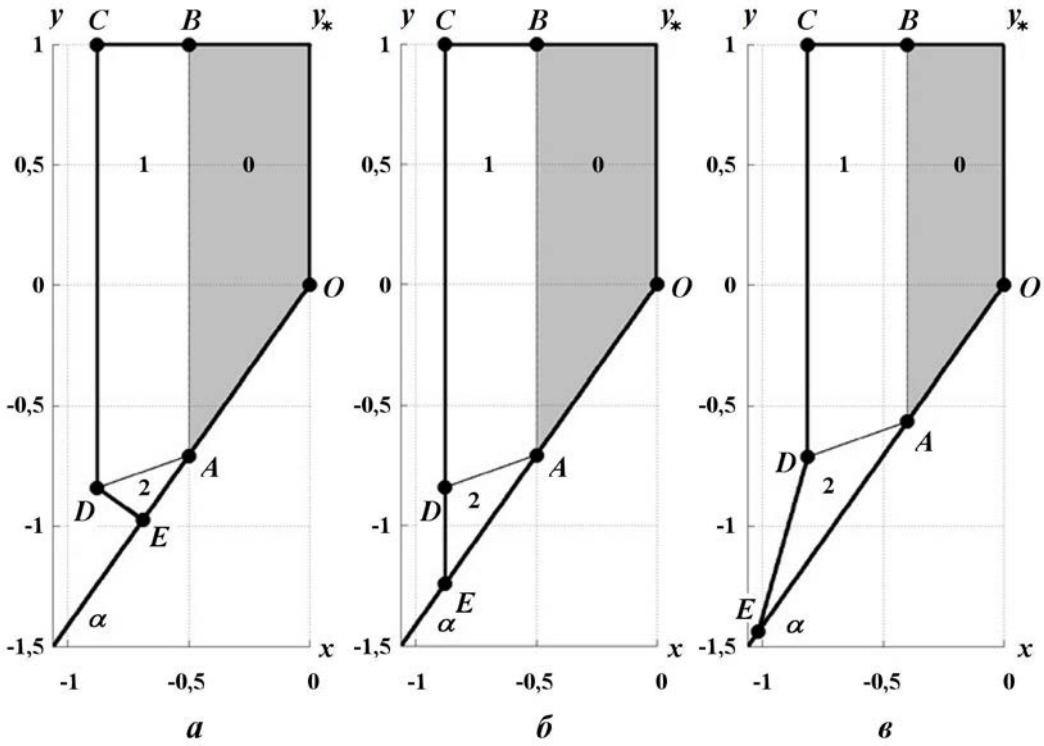 y C B y*
1
0,5 1 0
0 O
-0,5
A
D 2
-1 E
α
-1,5 x
-1 -0,5 0
а
y C B y*
1
0,5 1 0
0 O
-0,5
A
D 2
-1
E
α
-1,5 x
-1 -0,5 0
б
y C B y*
1
0,5 1 0
0 O
-0,5
A
D 2
-1
E α
-1,5 x
-1 -0,5 0
в